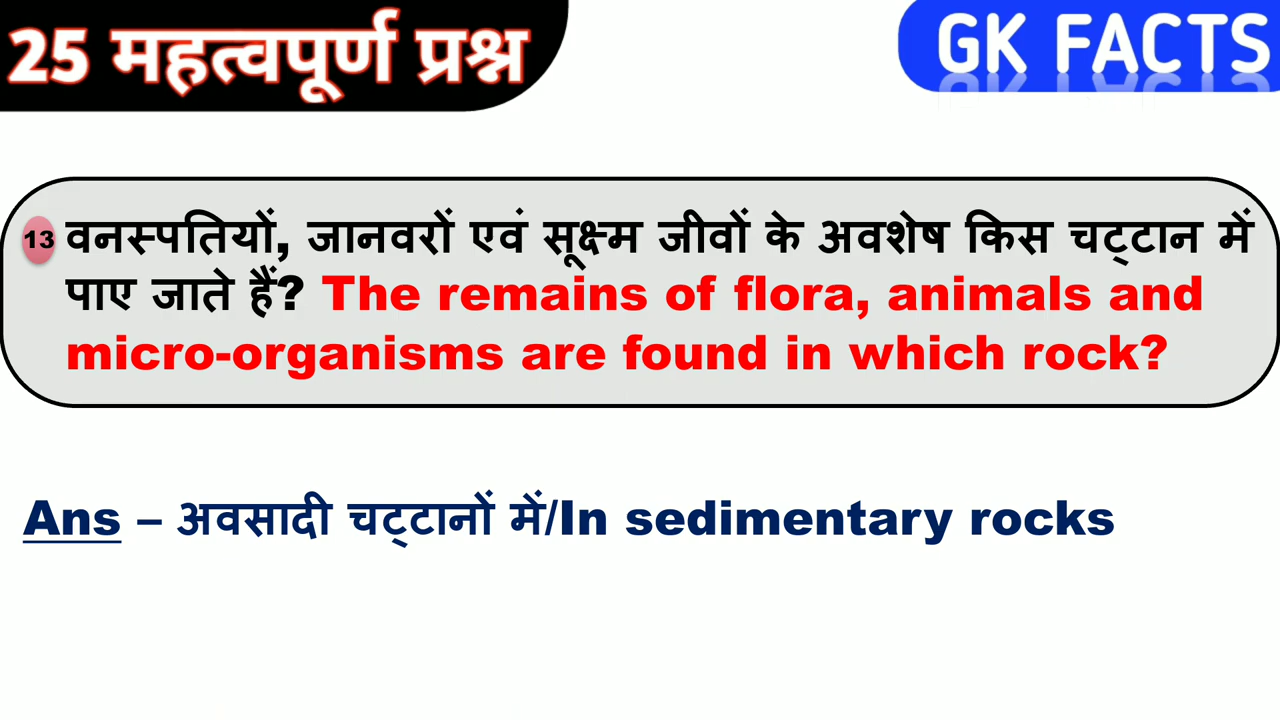 25 महत्वपूर्ण प्रश्न
GK FACTS
13 वनस्पतियों, जानवरों एवं सूक्ष्म जीवों के अवशेष किस चट्टान में
पाए जाते हैं? The remains of flora, animals and
micro-organisms are found in which rock?
Ans – अवसादी चट्टानों में/In sedimentary rocks